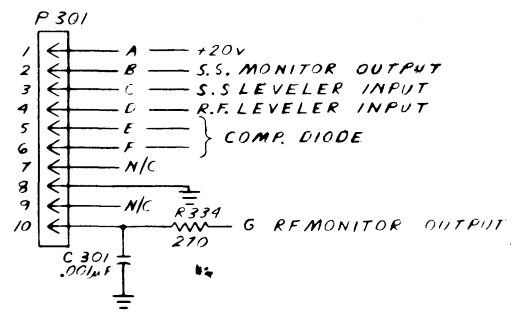 P 301
1 A +20V
2 B S.S. MONITOR OUTPUT
3 C S.S LEVELER INPUT
4 D R.F. LEVELER INPUT
5 E
COMP. DIODE
6 F
7 N/C
8
9 N/C
R334
10 G RF MONITOR OUTPUT
270
C 301
.001µF